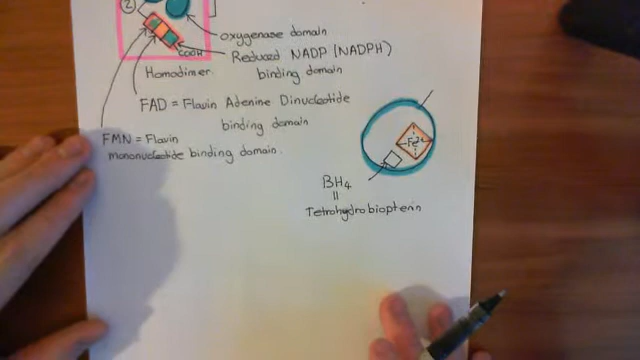 2
oxygenase domain
COOH
Reduced NADP (NADPH)
binding domain
Homodimer
FAD = Flavin Adenine Dinucleotide
binding domain
FMN = Flavin
mononucleotide binding domain.
Fe2+
BH4
=
Tetrahydrobiopterin